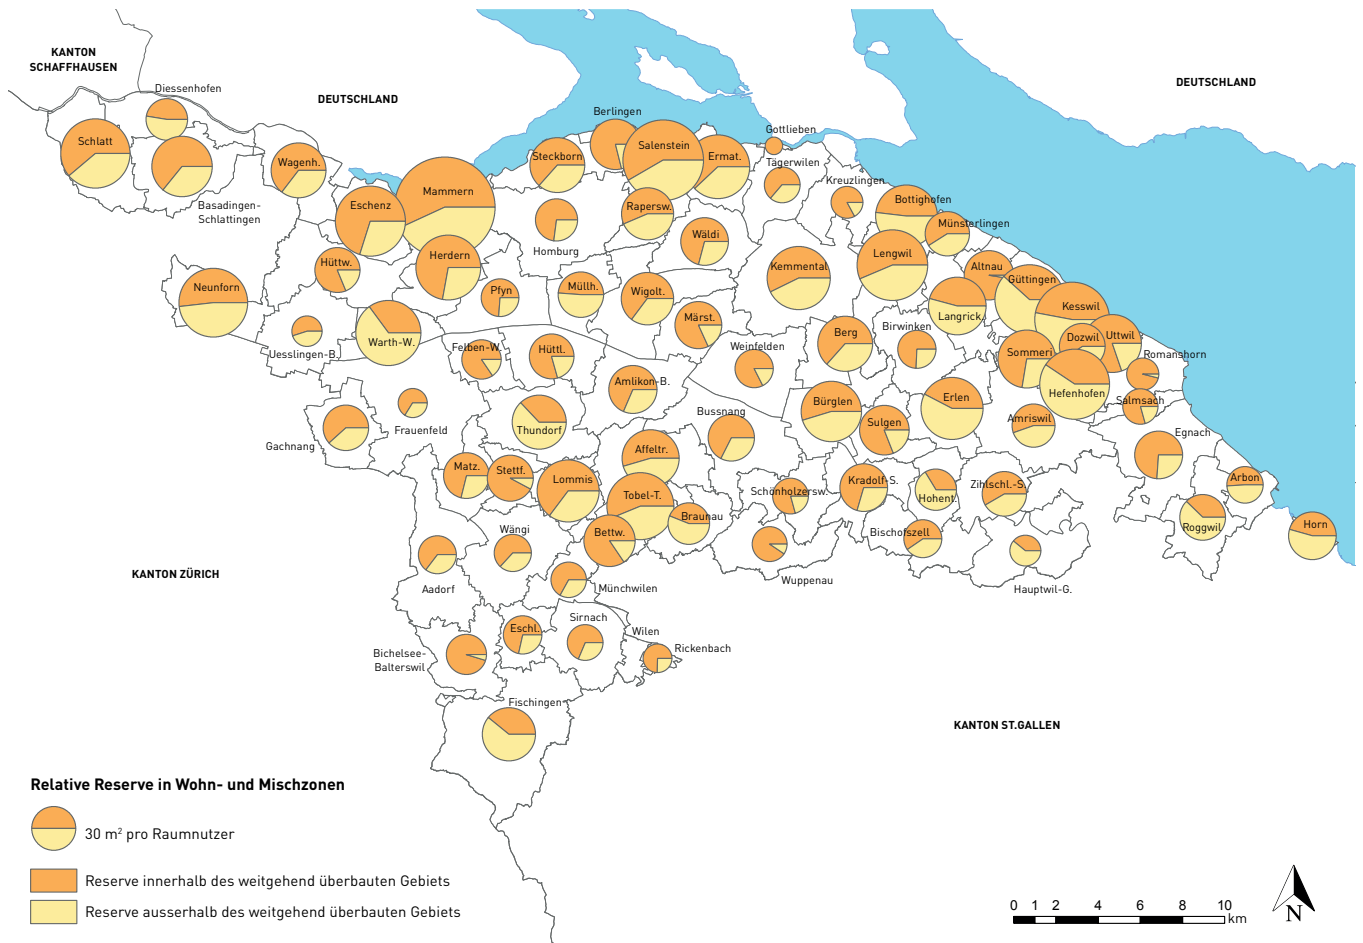 KANTON
SCHAFFHAUSEN
Diessenhofen
DEUTSCHLAND
DEUTSCHLAND
Berlingen
Gottlieben
Schlatt
Wagenh.
Steckborn
Salenstein
Ermat.
Tägerwilen
Kreuzlingen
Mammern
Basadingen-
Schlattingen
Eschenz
Rapersw.
Bottighofen
Münsterlingen
Homburg
Wäldi
Hüttw.
Herdern
Kemmental
Lengwil
Altnau
Güttingen
Neunforn
Pfyn
Müllh.
Wigolt.
Langrick.
Kesswil
Märst.
Uesslingen-B.
Warth-W.
Felben-W.
Hüttl.
Weinfelden
Berg
Birwinken
Sommeri
Dozwil
Uttwil
Romanshorn
Amlikon-B.
Hefenhofen
Salmsach
Gachnang
Frauenfeld
Thundorf
Bussnang
Bürglen
Sulgen
Erlen
Amriswil
Egnach
Matz.
Stettf.
Lommis
Affeltr.
Tobel-T.
Schönholzersw.
Kradolf-S.
Hohent.
Zihlschl.-S.
Arbon
Braunau
Wängi
Bettw.
Bischofszell
Roggwil
Horn
KANTON ZÜRICH
Aadorf
Münchwilen
Wuppenau
Hauptwil-G.
Eschl.
Sirnach
Wilen
Rickenbach
Bichelsee-
Balterswil
Fischingen
KANTON ST.GALLEN
Relative Reserve in Wohn- und Mischzonen
30 m² pro Raumnutzer
Reserve innerhalb des weitgehend überbauten Gebiets
Reserve ausserhalb des weitgehend überbauten Gebiets
0 1 2 4 6 8 10
km
N